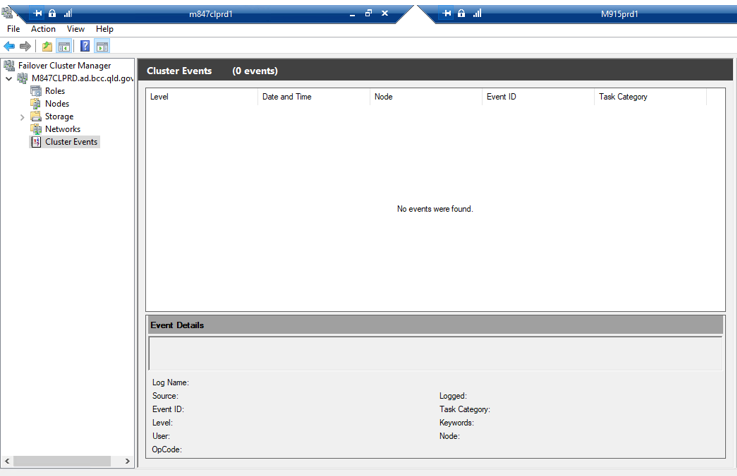 m847clprd1
M915prd1
File Action View Help
Failover Cluster Manager
M847CLPRD.ad.bcc.qld.gov
Roles
Nodes
Storage
Networks
Cluster Events
Cluster Events (0 events)
Level Date and Time Node Event ID Task Category
No events were found.
Event Details
Log Name:
Source: Logged:
Event ID: Task Category:
Level: Keywords:
User: Node:
OpCode: